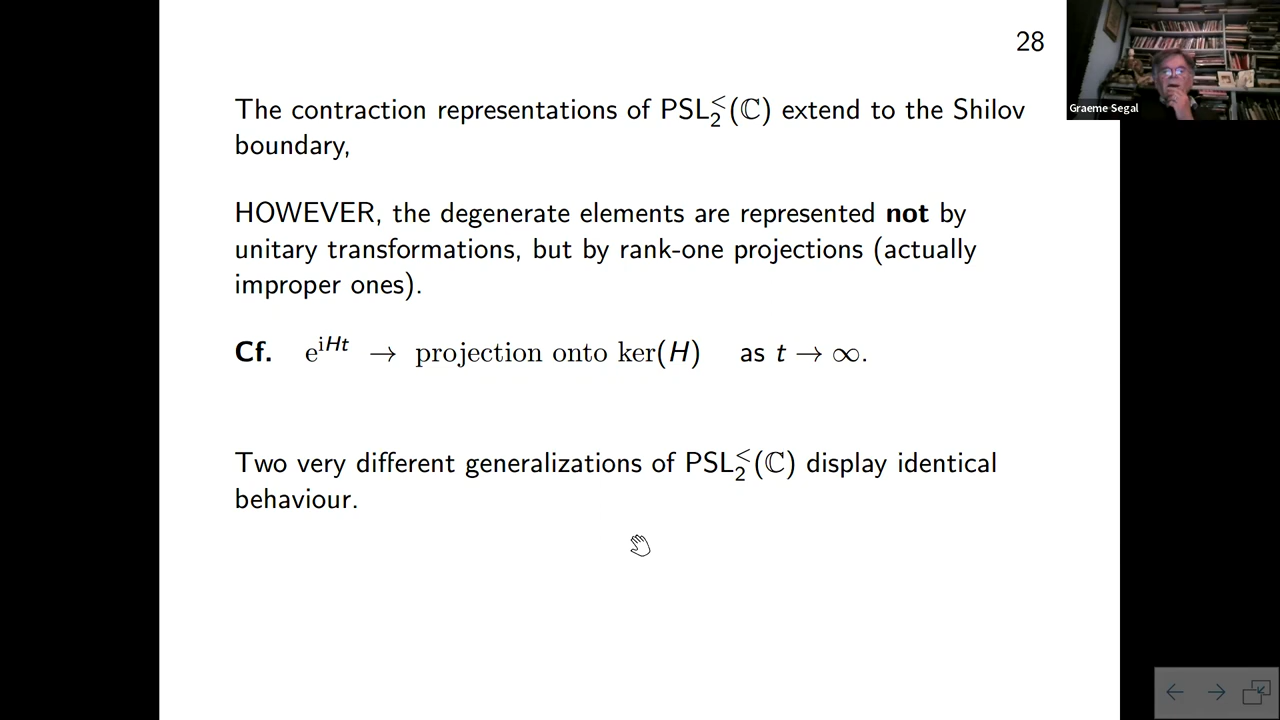 28
Graeme Segal
The contraction representations of PSL₂^<(ℂ) extend to the Shilov
boundary,
HOWEVER, the degenerate elements are represented not by
unitary transformations, but by rank-one projections (actually
improper ones).
Cf. e^{iHt} → projection onto ker(H) as t → ∞.
Two very different generalizations of PSL₂^<(ℂ) display identical
behaviour.